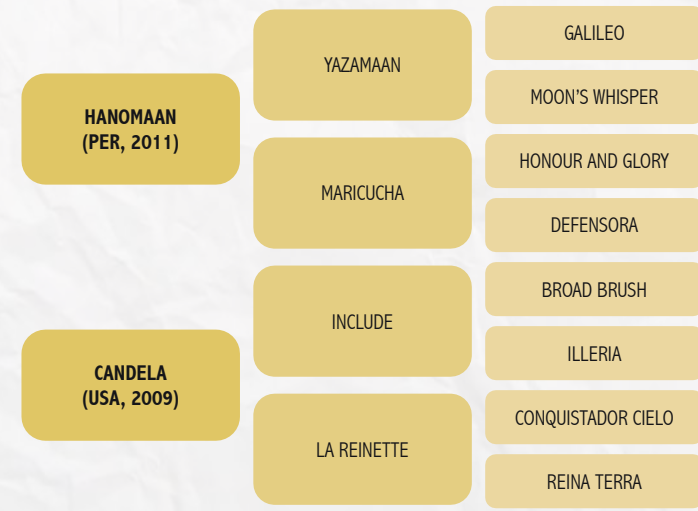 HANOMAAN
(PER, 2011)
CANDELA
(USA, 2009)
YAZAMAAN
MARICUCHA
INCLUDE
LA REINETTE
GALILEO
MOON'S WHISPER
HONOUR AND GLORY
DEFENSORA
BROAD BRUSH
ILLERIA
CONQUISTADOR CIELO
REINA TERRA